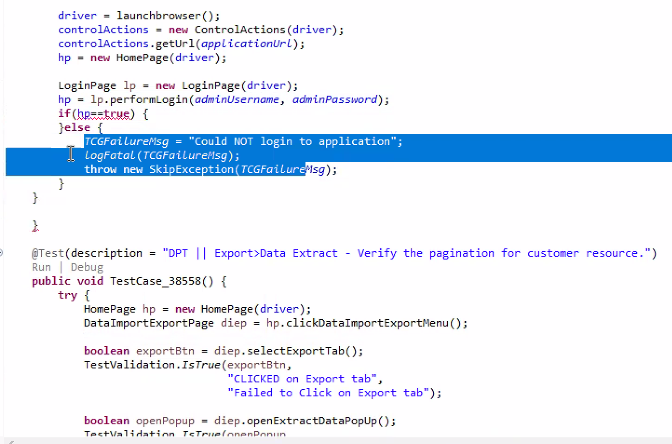 driver = launchbrowser();
controlActions = new ControlActions(driver);
controlActions.getUrl(applicationUrl);
hp = new HomePage(driver);
LoginPage lp = new LoginPage(driver);
hp = lp.performLogin(adminUsername, adminPassword);
if(hp==true) {
}else {
TCGFailureMsg = "Could NOT login to application";
logFatal(TCGFailureMsg);
throw new SkipException(TCGFailureMsg);
}
}
}
@Test(description = "DPT || Export>Data Extract - Verify the pagination for customer resource.")
Run | Debug
public void TestCase_38558() {
try {
HomePage hp = new HomePage(driver);
DataImportExportPage diep = hp.clickDataImportExportMenu();
boolean exportBtn = diep.selectExportTab();
TestValidation.IsTrue(exportBtn,
"CLICKED on Export tab",
"Failed to Click on Export tab");
boolean openPopup = diep.openExtractDataPopUp();
TestValidation.IsTrue(openPopup,